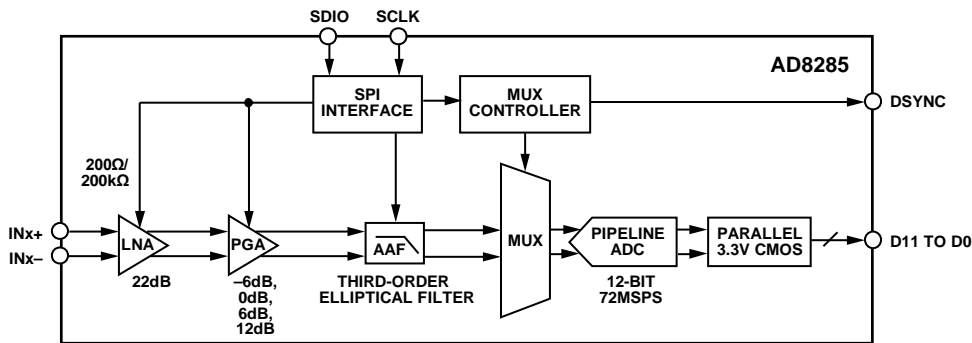 SDIO
SCLK
AD8285
SPI
INTERFACE
MUX
CONTROLLER
DSYNC
200Ω/
200kΩ
INx+
INx–
LNA
PGA
AAF
MUX
PIPELINE
ADC
PARALLEL
3.3V CMOS
D11 TO D0
22dB
–6dB,
0dB,
6dB,
12dB
THIRD-ORDER
ELLIPTICAL FILTER
12-BIT
72MSPS